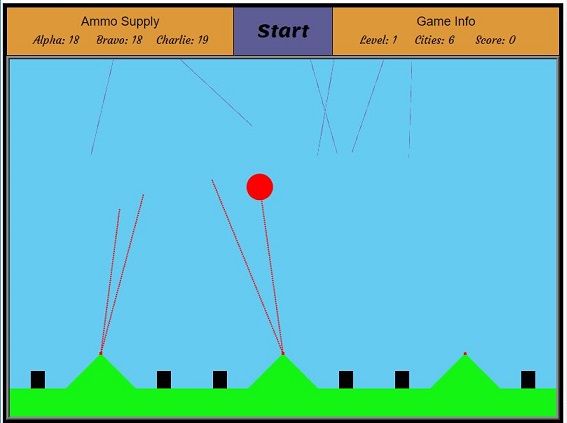 Ammo Supply
Alpha: 18 Bravo: 18 Charlie: 19
Start
Game Info
Level: 1 Cities: 6 Score: 0